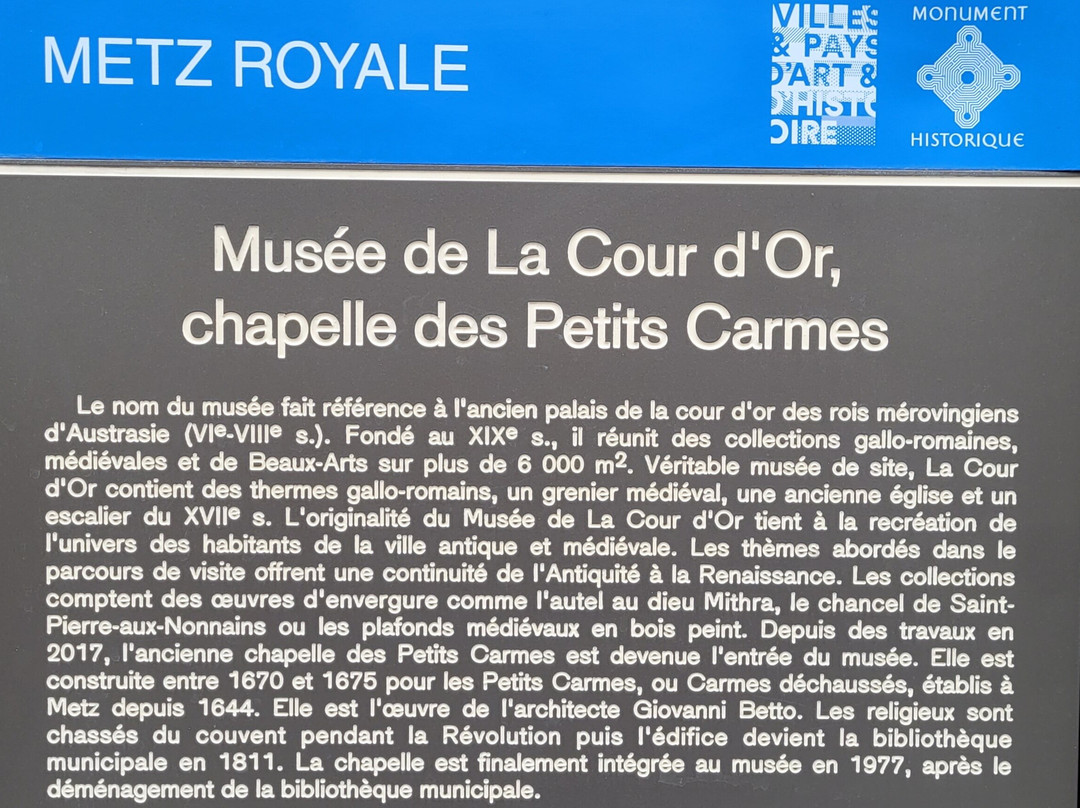 METZ ROYALE
VILLES
& PAYS
D'ART &
D'HISTO
OIRE
MONUMENT
HISTORIQUE
Musée de La Cour d'Or,
chapelle des Petits Carmes
Le nom du musée fait référence à l'ancien palais de la cour d'or des rois mérovingiens
d'Austrasie (VIe-VIIIe s.). Fondé au XIXe s., il réunit des collections gallo-romaines,
médiévales et de Beaux-Arts sur plus de 6 000 m². Véritable musée de site, La Cour
d'Or contient des thermes gallo-romains, un grenier médiéval, une ancienne église et un
escalier du XVIIe s. L'originalité du Musée de La Cour d'Or tient à la recréation de
l'univers des habitants de la ville antique et médiévale. Les thèmes abordés dans le
parcours de visite offrent une continuité de l'Antiquité à la Renaissance. Les collections
comptent des œuvres d'envergure comme l'autel au dieu Mithra, le chancel de Saint-
Pierre-aux-Nonnains ou les plafonds médiévaux en bois peint. Depuis des travaux en
2017, l'ancienne chapelle des Petits Carmes est devenue l'entrée du musée. Elle est
construite entre 1670 et 1675 pour les Petits Carmes, ou Carmes déchaussés, établis à
Metz depuis 1644. Elle est l'œuvre de l'architecte Giovanni Betto. Les religieux sont
chassés du couvent pendant la Révolution puis l'édifice devient la bibliothèque
municipale en 1811. La chapelle est finalement intégrée au musée en 1977, après le
déménagement de la bibliothèque municipale.